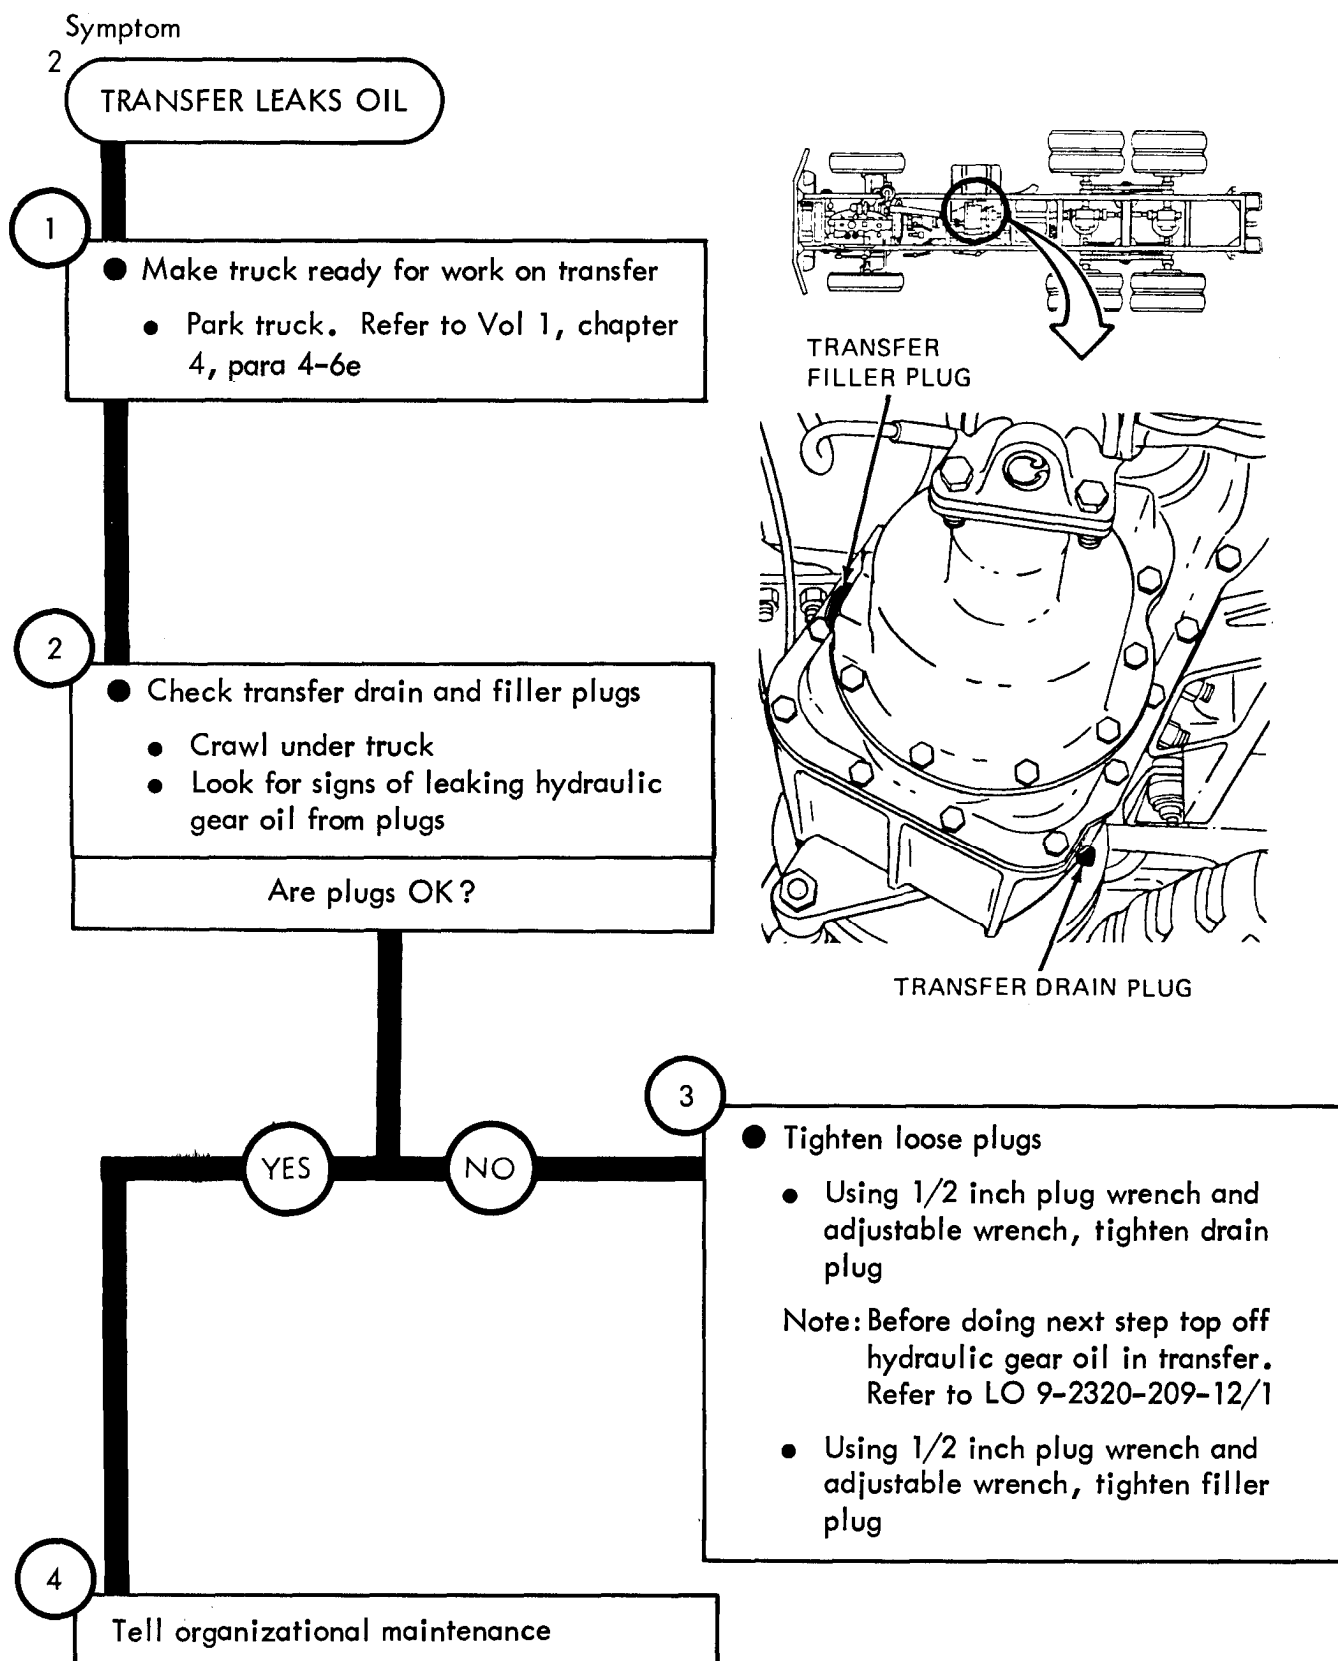 Symptom
2
TRANSFER LEAKS OIL
1
● Make truck ready for work on transfer
● Park truck. Refer to Vol 1, chapter
4, para 4-6e
TRANSFER
FILLER PLUG
2
● Check transfer drain and filler plugs
● Crawl under truck
● Look for signs of leaking hydraulic
gear oil from plugs
Are plugs OK?
TRANSFER DRAIN PLUG
YES
NO
3
● Tighten loose plugs
● Using 1/2 inch plug wrench and
adjustable wrench, tighten drain
plug
Note: Before doing next step top off
hydraulic gear oil in transfer.
Refer to LO 9-2320-209-12/1
● Using 1/2 inch plug wrench and
adjustable wrench, tighten filler
plug
4
Tell organizational maintenance